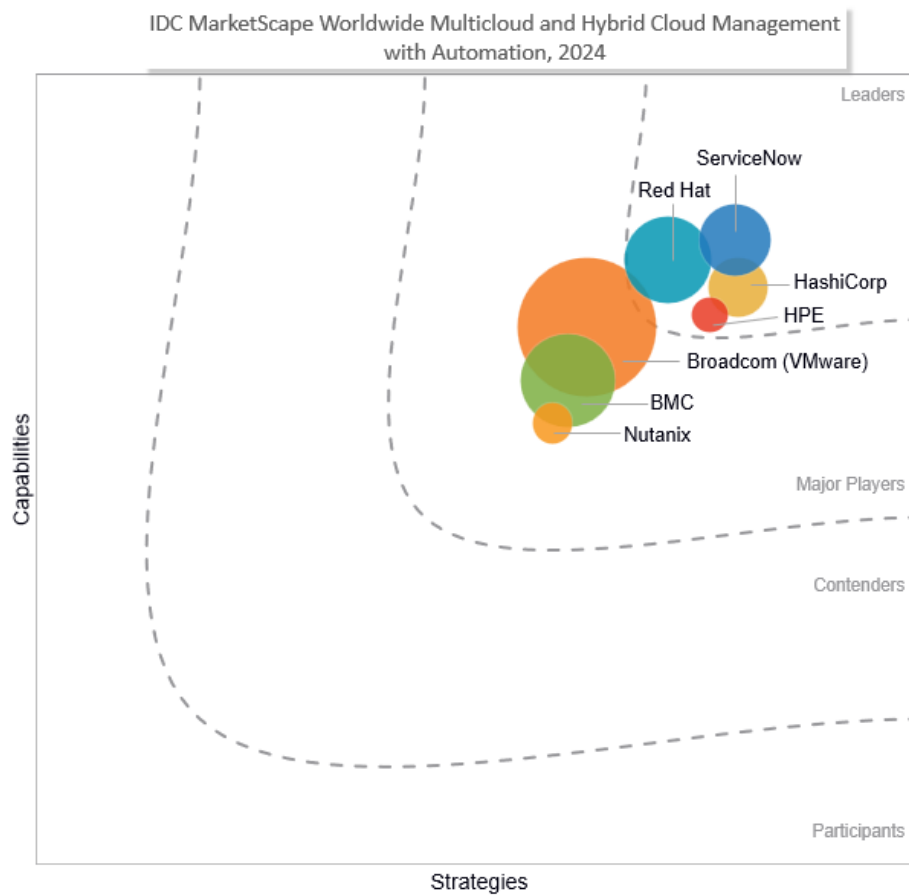 IDC MarketScape Worldwide Multicloud and Hybrid Cloud Management
with Automation, 2024
Leaders
ServiceNow
Red Hat
HashiCorp
HPE
Broadcom (VMware)
BMC
Nutanix
Major Players
Capabilities
Contenders
Participants
Strategies